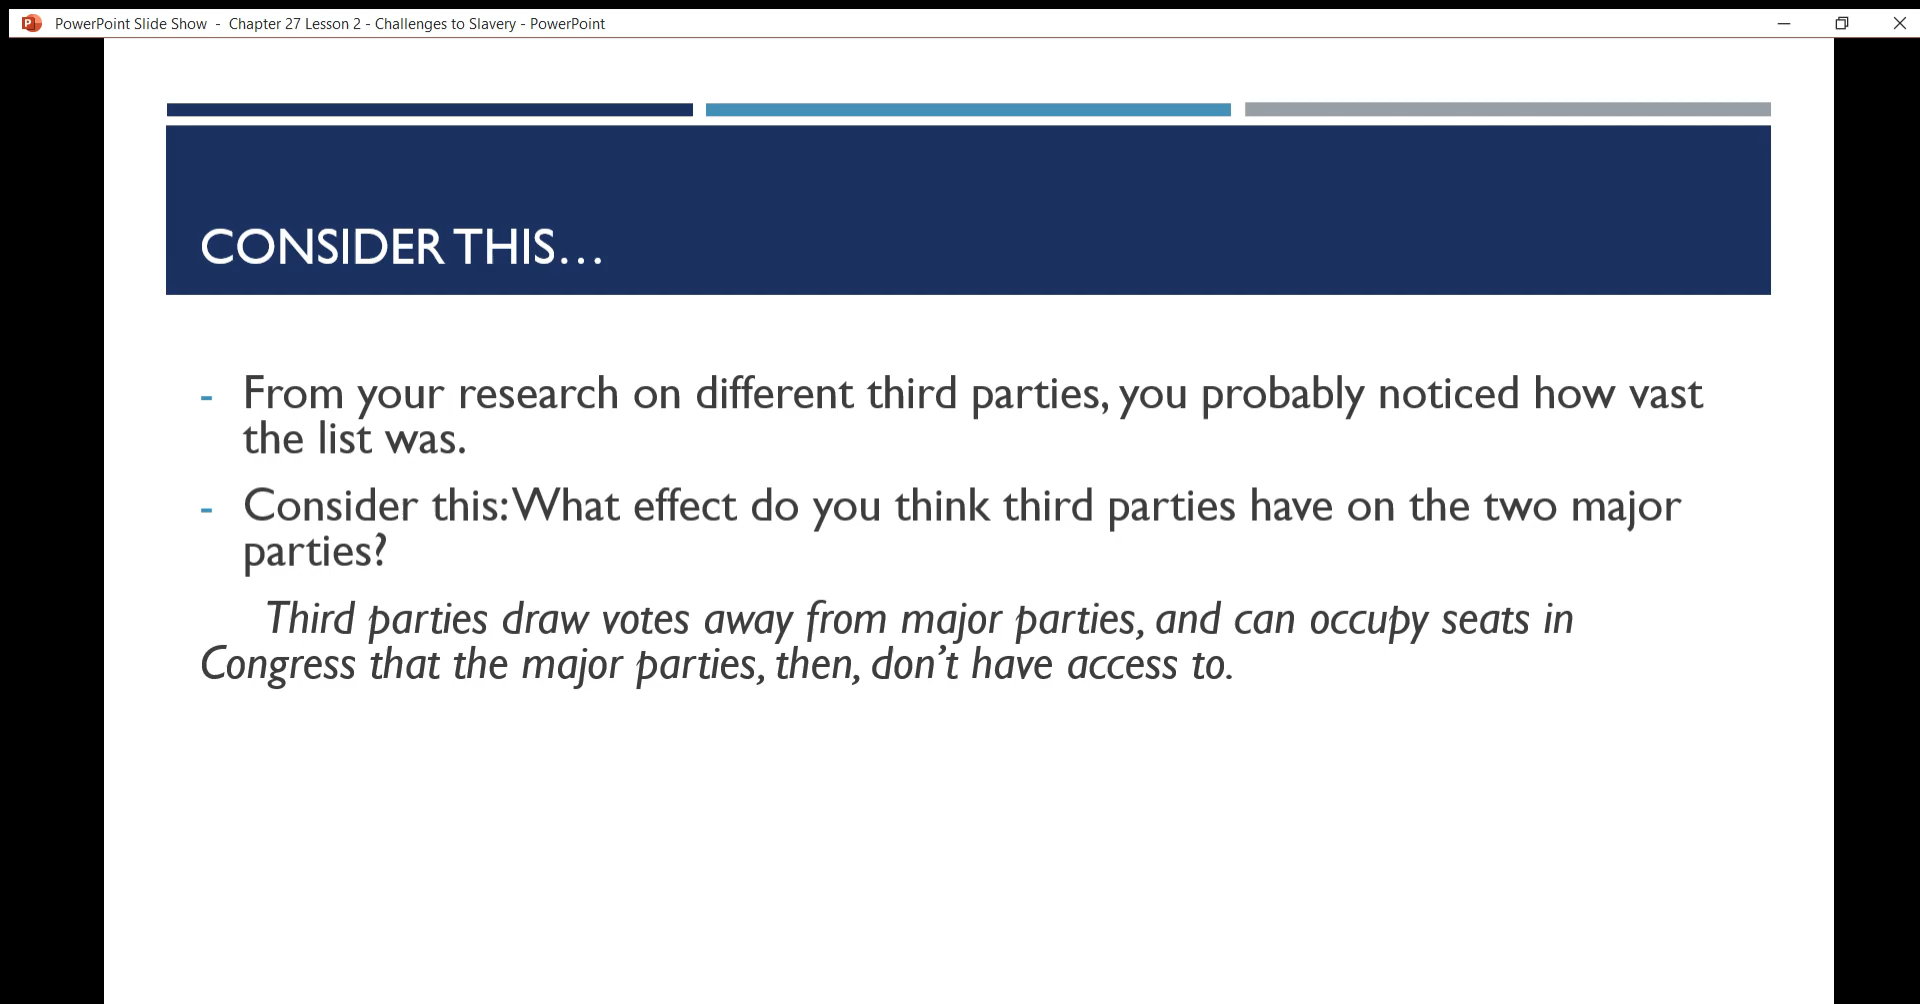 PowerPoint Slide Show - Chapter 27 Lesson 2 - Challenges to Slavery - PowerPoint
CONSIDER THIS…
- From your research on different third parties, you probably noticed how vast
the list was.
- Consider this: What effect do you think third parties have on the two major
parties?
Third parties draw votes away from major parties, and can occupy seats in
Congress that the major parties, then, don’t have access to.